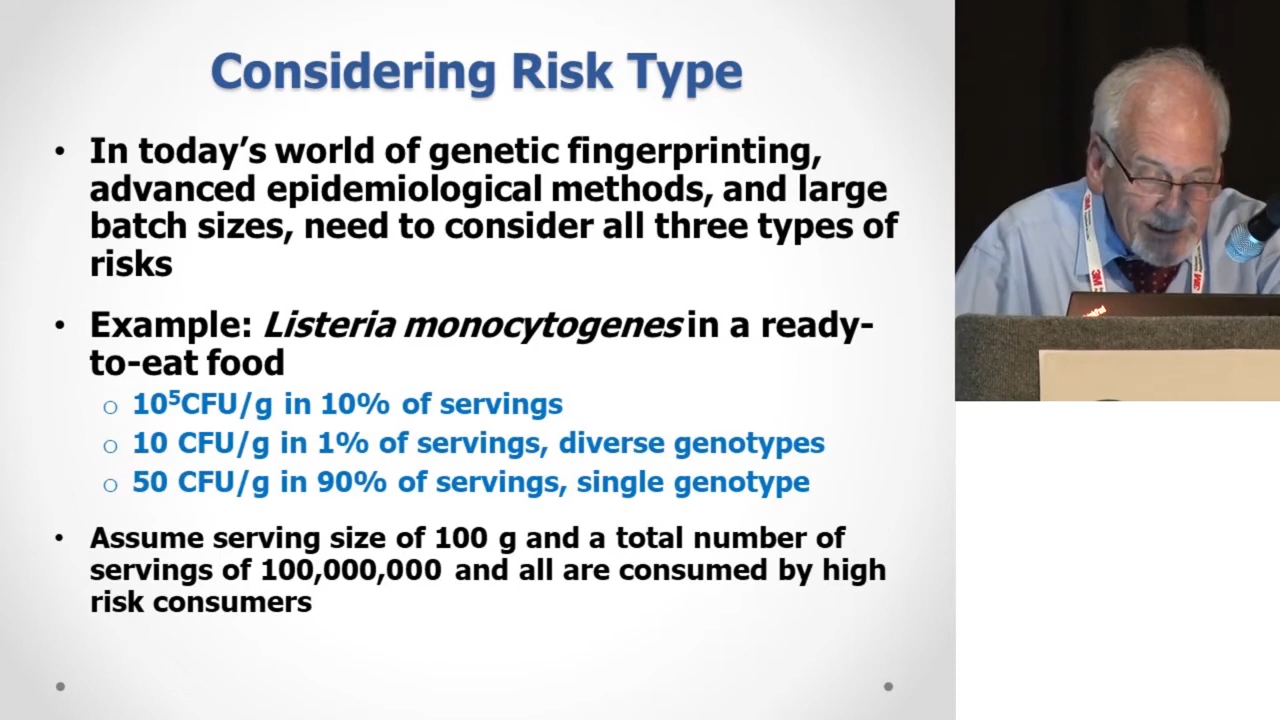 Considering Risk Type
• In today's world of genetic fingerprinting,
advanced epidemiological methods, and large
batch sizes, need to consider all three types of
risks
• Example: Listeria monocytogenes in a ready-
to-eat food
o 10⁵CFU/g in 10% of servings
o 10 CFU/g in 1% of servings, diverse genotypes
o 50 CFU/g in 90% of servings, single genotype
• Assume serving size of 100 g and a total number of
servings of 100,000,000 and all are consumed by high
risk consumers
3M
3M